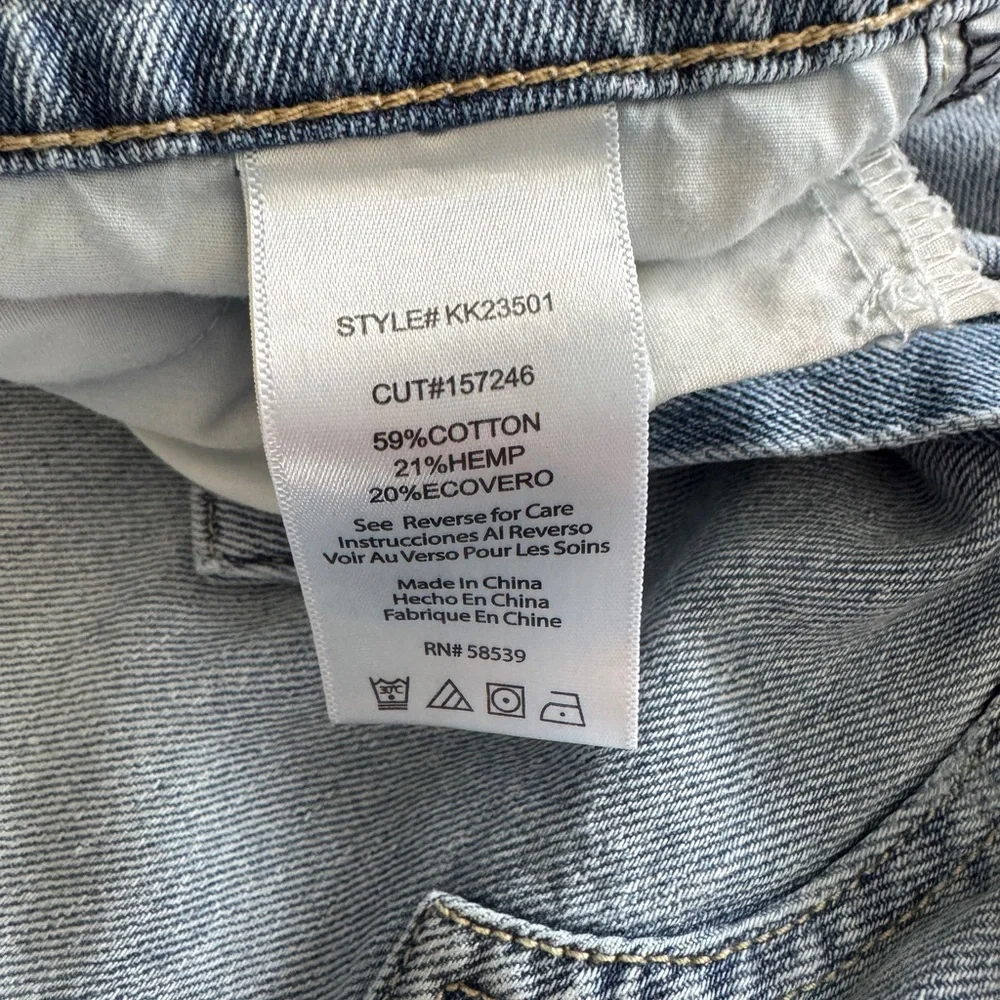 STYLE# KK23501
CUT#157246
59%COTTON
21%HEMP
20%ECOVERO
See Reverse for Care
Instrucciones Al Reverso
Voir Au Verso Pour Les Soins
Made In China
Hecho En China
Fabrique En Chine
RN# 58539
30°C